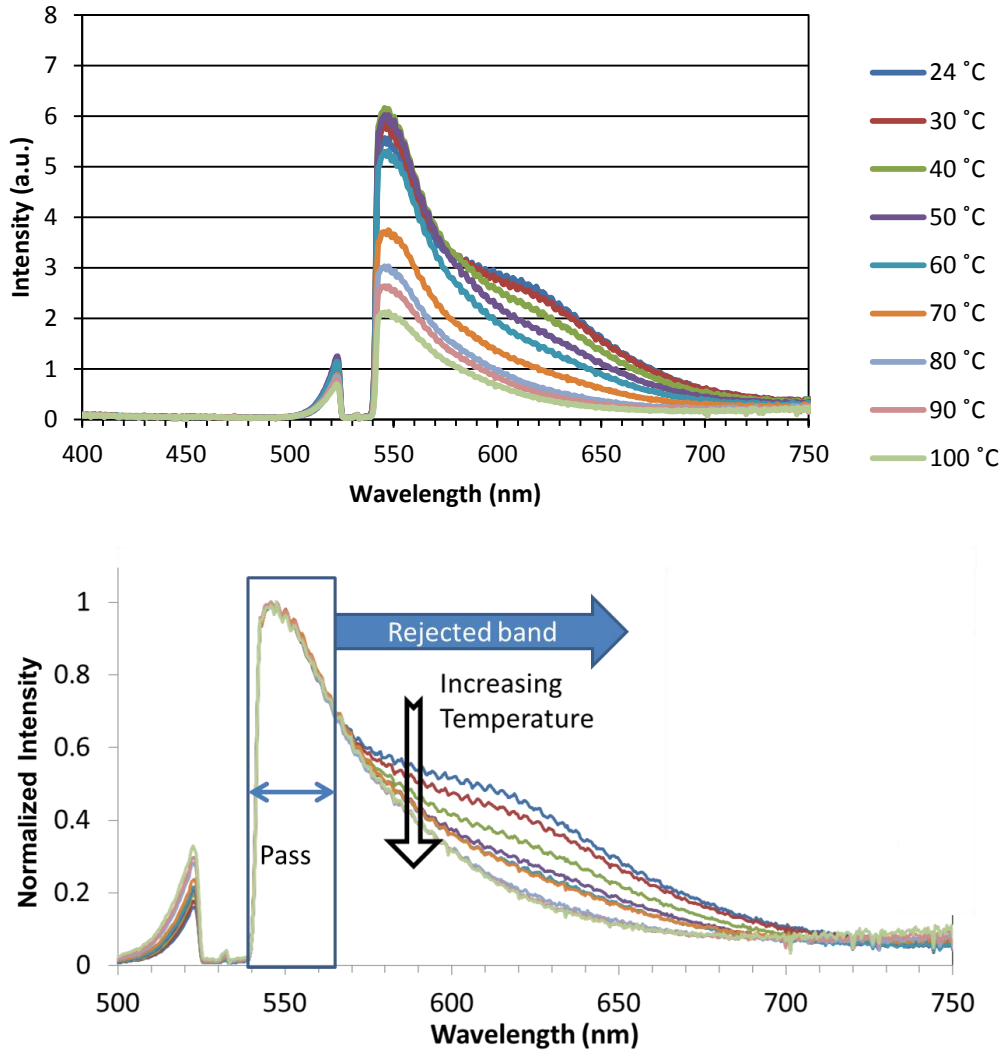 8
7
6
5
4
3
2
1
0
Intensity (a.u.)
400 450 500 550 600 650 700 750
Wavelength (nm)
24 ˚C
30 ˚C
40 ˚C
50 ˚C
60 ˚C
70 ˚C
80 ˚C
90 ˚C
100 ˚C
1
0.8
0.6
0.4
0.2
0
Normalized Intensity
Rejected band
Increasing
Temperature
Pass
500 550 600 650 700 750
Wavelength (nm)